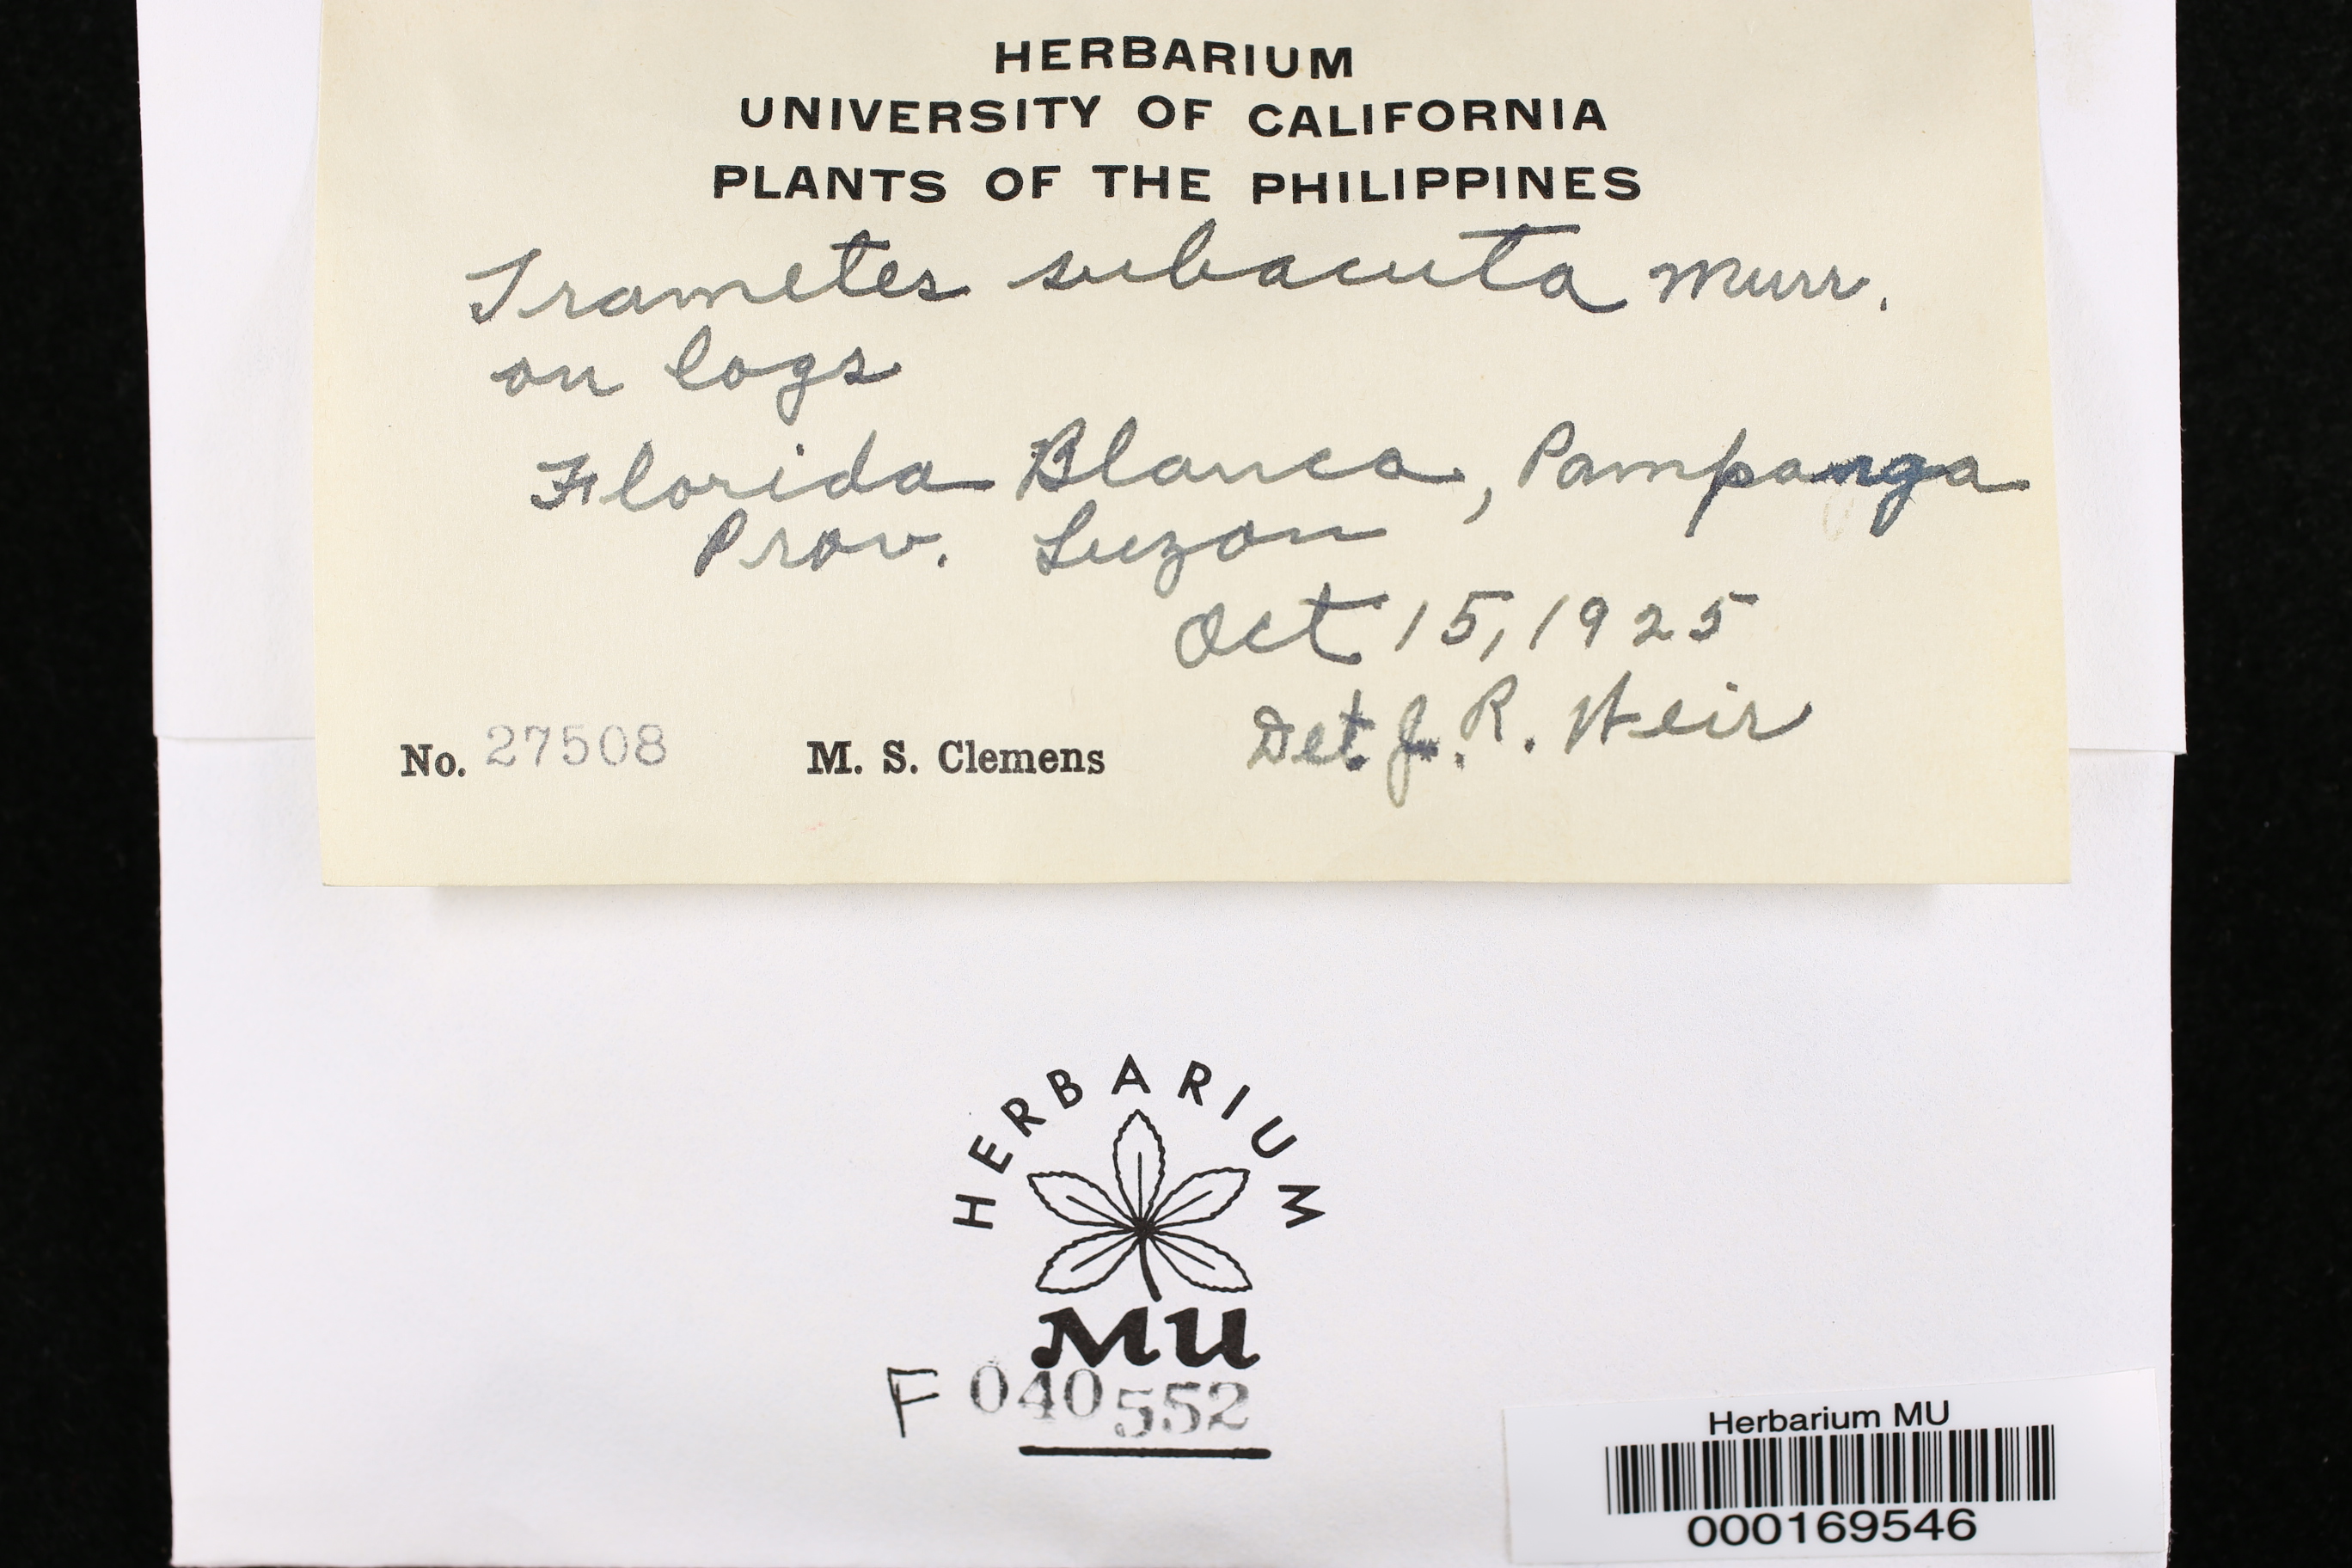 HERBARIUM
UNIVERSITY OF CALIFORNIA
PLANTS OF THE PHILIPPINES
Trametes subacuta Murr.
on logs
Florida Blanca, Pampanga
Prov. Luzon
Oct 15, 1925
Det J. R. Weir
No. 27508 M. S. Clemens
HERBARIUM
MU
F 040552
Herbarium MU
000169546